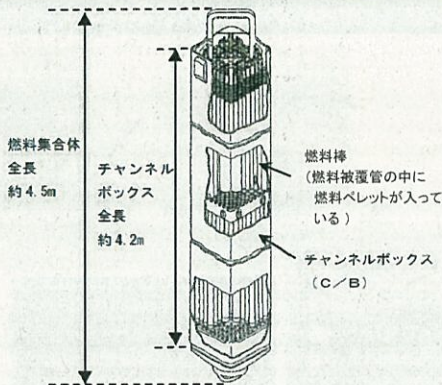 燃料集合体
全長
約4.5m
チャンネル
ボックス
全長
約4.2m
燃料棒
(燃料被覆管の中に
燃料ペレットが入って
いる)
チャンネルボックス
(C/B)